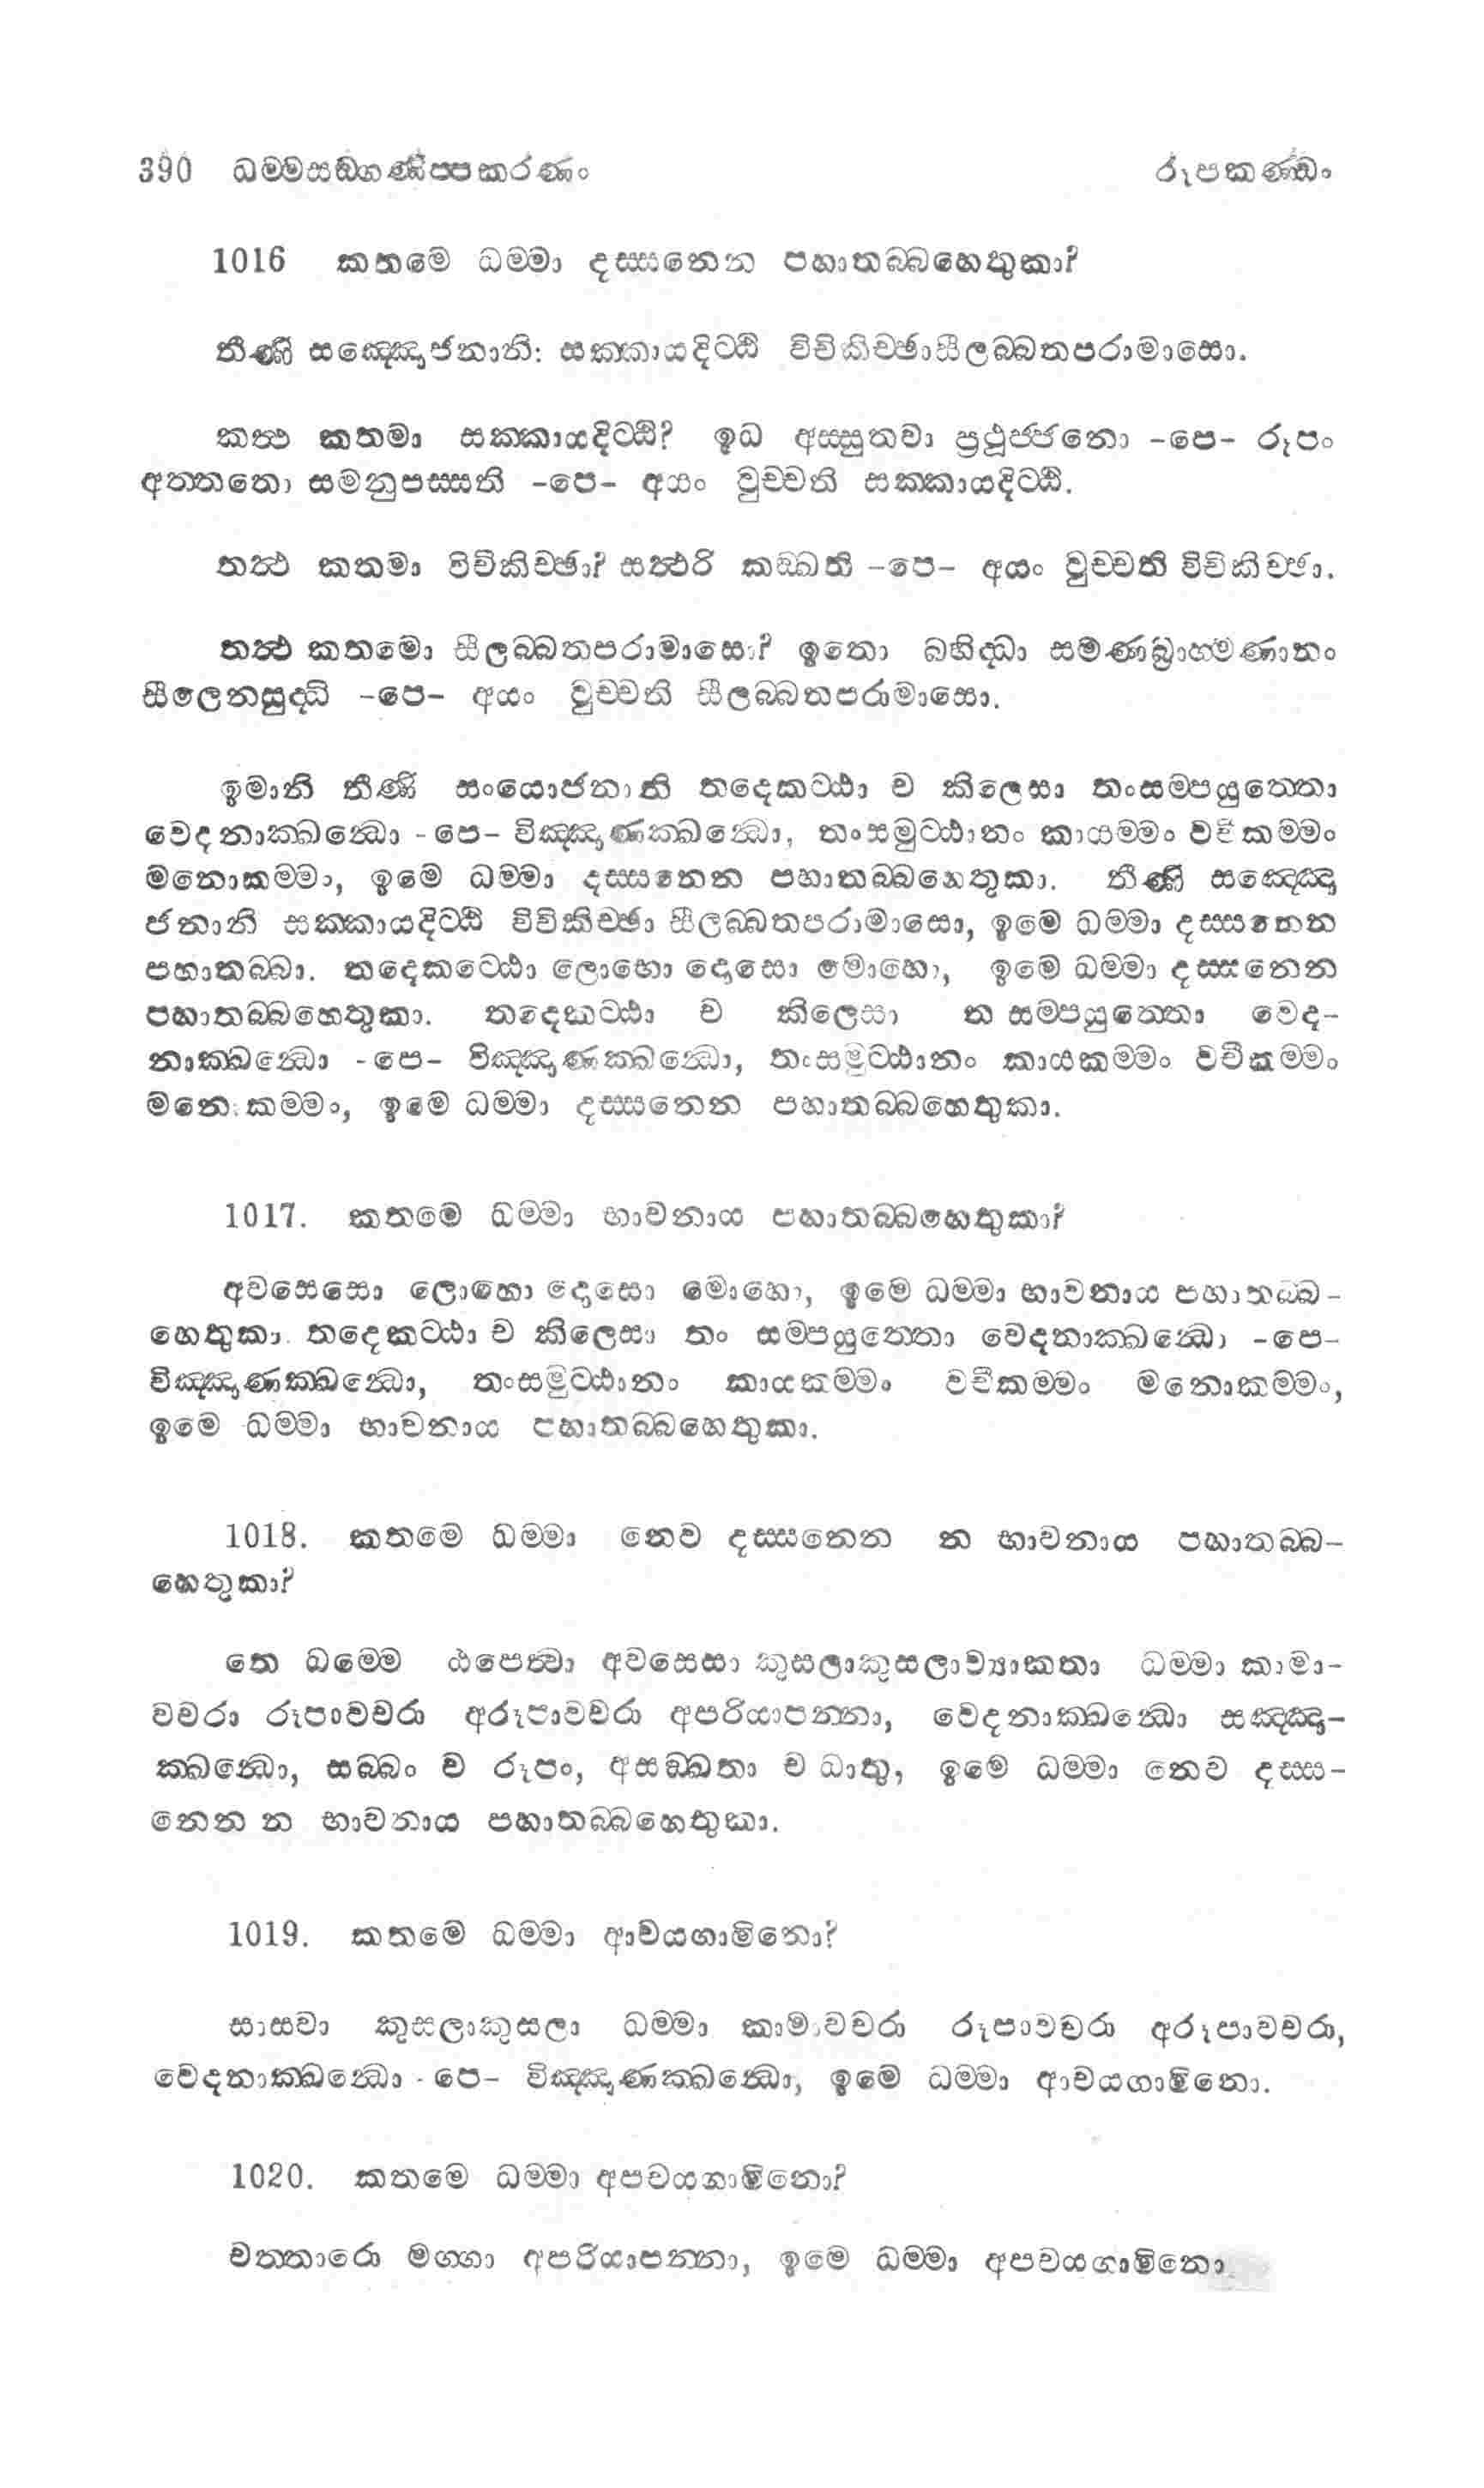 390 ධම්මසඞ්ගණිප්පකරණං රූපකණ්ඩං
1016 කතමෙ ධම්මා දස්සනෙන පහාතබ්බහෙතුකා?
තීණි සඤ්ඤෙජනානි: සක්කායදිට්ඨි විචිකිච්ඡාසීලබ්බතපරාමාසො.
කත්ථ කතමා සක්කායදිට්ඨි? ඉධ අස්සුතවා ප්‍රථුජ්ජනො -පෙ- රූපං
අත්තතො සමනුපස්සති -පෙ- අයං වුච්චති සක්කායදිට්ඨි.
තත්ථ කතමා විචිකිච්ඡා? සත්ථරි කඞ්ඛති -පෙ- අයං වුච්චති විචිකිච්ඡා.
තත්ථ කතමො සීලබ්බතපරාමාසො? ඉතො බහිද්ධා සමණබ්‍රාහ්මණානං
සීලෙනසුද්ධි -පෙ- අයං වුච්චති සීලබ්බතපරාමාසො.
ඉමානි තීණි සංයොජනානි තදෙකට්ඨා ච කිලෙසා තංසම්පයුත්තො
වෙදනාක්ඛන්ධො -පෙ- විඤ්ඤණක්ඛන්ධො, තංසමුට්ඨානං කායම්මං වචීකම්මං
මනොකම්මා, ඉමෙ ධම්මා දස්සනෙන පහාතබ්බහෙතුකා. තීණි සඤ්ඤෙ
ජනානි සක්කායදිට්ඨි විචිකිච්ඡා සීලබ්බතපරාමාසො, ඉමෙ ධම්මා දස්සනෙන
පහාතබ්බා. තදෙකට්ඨො ලොභො දොසො මොහො, ඉමෙ ධම්මා දස්සනෙන
පහාතබ්බහෙතුකා. තදෙකට්ඨා ච කිලෙසා ත සම්පයුත්තො වෙද-
නාක්ඛන්ධො -පෙ- විඤ්ඤණක්ඛන්ධො, තංසමුට්ඨානං කායකම්මං වචීකම්මං
මනොකම්මං, ඉමෙ ධම්මා දස්සනෙන පහාතබ්බහෙතුකා.
1017. කතමෙ ධම්මා භාවනාය පහාතබ්බහෙතුකා?
අවසෙසො ලොහො දොසො මොහො, ඉමෙ ධම්මා භාවනාය පහාතබ්බ-
හෙතුකා. තදෙකට්ඨා ච කිලෙසා තං සම්පයුත්තො වෙදනාක්ඛන්ධො -පෙ-
විඤ්ඤණක්ඛන්ධො, තංසමුට්ඨානං කායකම්මං වචීකම්මං මනොකම්මං,
ඉමෙ ධම්මා භාවනාය පහාතබ්බහෙතුකා.
1018. කතමෙ ධම්මා නෙව දස්සනෙන න භාවනාය පහාතබ්බ-
හෙතුකා?
තෙ ධම්මෙ ඨපෙත්වා අවසෙසා කුසලාකුසලාව්‍යාකතා ධම්මා කාමා-
වචරා රූපාවචරා අරූපාවචරා අපරියාපන්නා, වෙදනාක්ඛන්ධො සඤ්ඤා-
ක්ඛන්ධො, සබ්බං ච රූපං, අසඞ්ඛතා ච ධාතු, ඉමෙ ධම්මා නෙව දස්ස-
නෙන න භාවනාය පහාතබ්බහෙතුකා.
1019. කතමෙ ධම්මා ආචයගාමිනො?
සාසවා කුසලාකුසලා ධම්මා කාමාවචරා රූපාවචරා අරූපාවචරා,
වෙදනාක්ඛන්ධො -පෙ- විඤ්ඤණක්ඛන්ධො, ඉමෙ ධම්මා ආචයගාමිනො.
1020. කතමෙ ධම්මා අපචයගාමිනො?
චත්තාරො මග්ගා අපරියාපන්නා, ඉමෙ ධම්මා අපචයගාමිනො